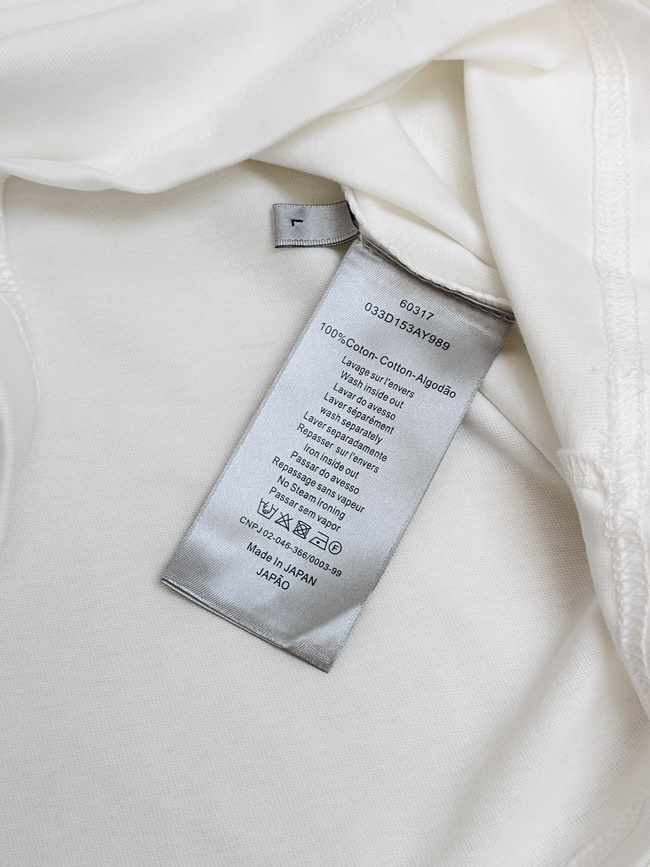 L
60317
033D153AY989
100%Coton- Cotton-Algodão
Lavage sur l'envers
Wash inside out
Lavar do avesso
Laver séparément
wash separately
Laver separadamente
Repasser sur l'envers
iron inside out
Passar do avesso
Repassage sans vapeur
No Steam Ironing
Passar sem vapor
CNPJ 02-046-366/0003-99
Made In JAPAN
JAPÃO